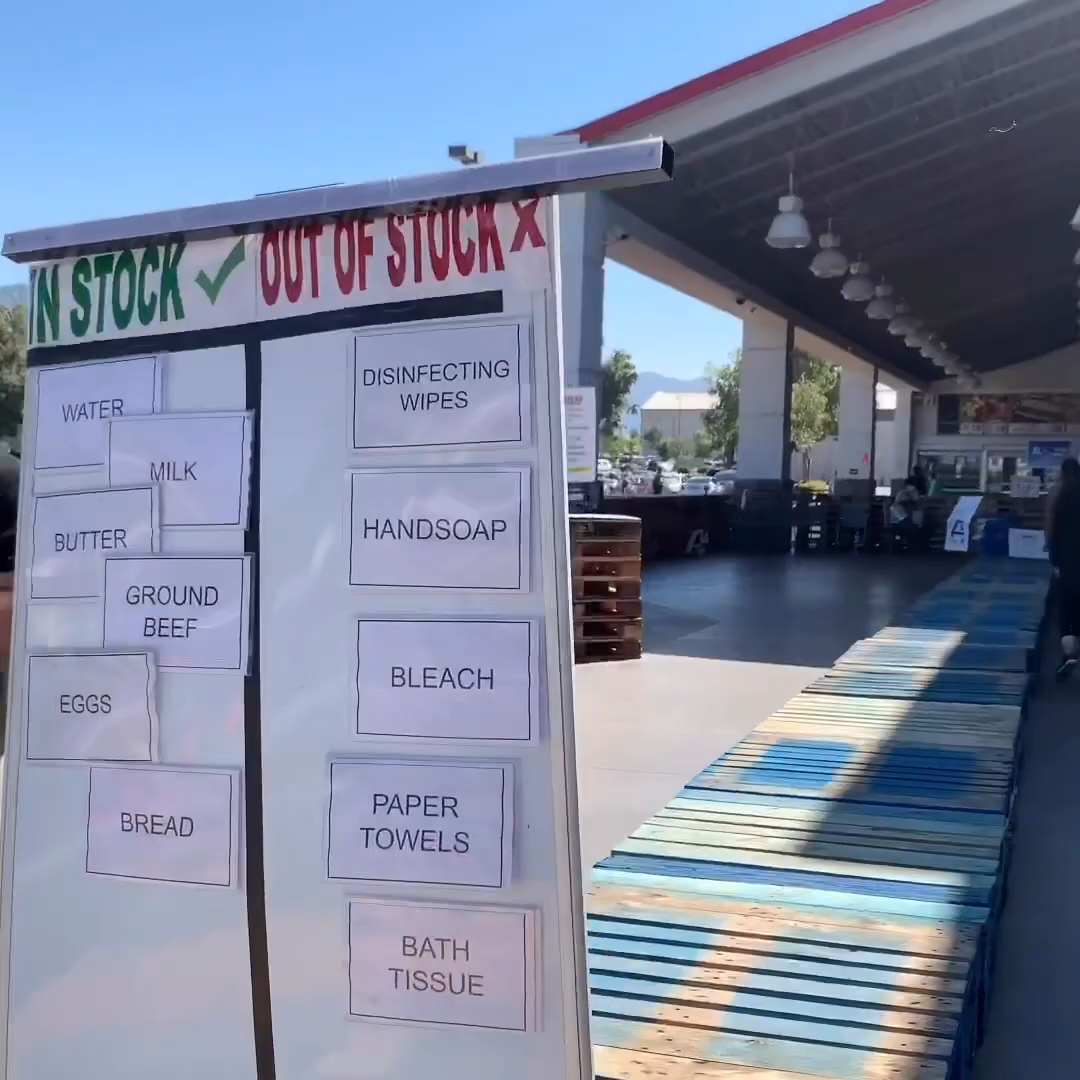 IN STOCK ✓ OUT OF STOCK X
WATER
MILK
BUTTER
GROUND
BEEF
EGGS
BREAD
DISINFECTING
WIPES
HANDSOAP
BLEACH
PAPER
TOWELS
BATH
TISSUE